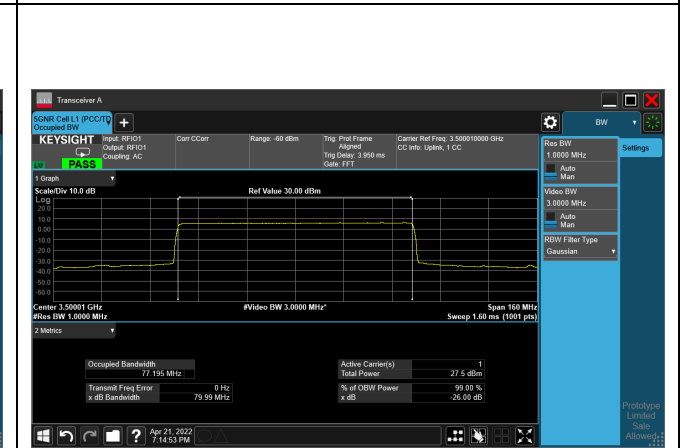 Transceiver A
5GNR Cell L1 (PCC/TD
Occupied BW
BW
KEYSIGHT
LXI
PASS
Input: RFIO1
Output: RFIO1
Coupling: AC
Corr CCorr
Range: -60 dBm
Trig: Prot Frame
Aligned
Trig Delay: 3.950 ms
Gate: FFT
Carrier Ref Freq: 3.500010000 GHz
CC Info: Uplink, 1 CC
Res BW
1.0000 MHz
Auto
Man
Settings
Video BW
3.0000 MHz
Auto
Man
RBW Filter Type
Gaussian
1 Graph
Scale/Div 10.0 dB
Ref Value 30.00 dBm
Log
20.0
10.0
0.00
-10.0
-20.0
-30.0
-40.0
-50.0
-60.0
Center 3.50001 GHz
#Video BW 3.0000 MHz*
Span 160 MHz
#Res BW 1.0000 MHz
Sweep 1.60 ms (1001 pts)
2 Metrics
Occupied Bandwidth
77.195 MHz
Active Carrier(s) 1
Total Power 27.5 dBm
Transmit Freq Error 0 Hz
x dB Bandwidth 79.99 MHz
% of OBW Power 99.00 %
x dB -26.00 dB
Prototype
Limited
Sale
Allowed
Apr 21, 2022
7:14:53 PM